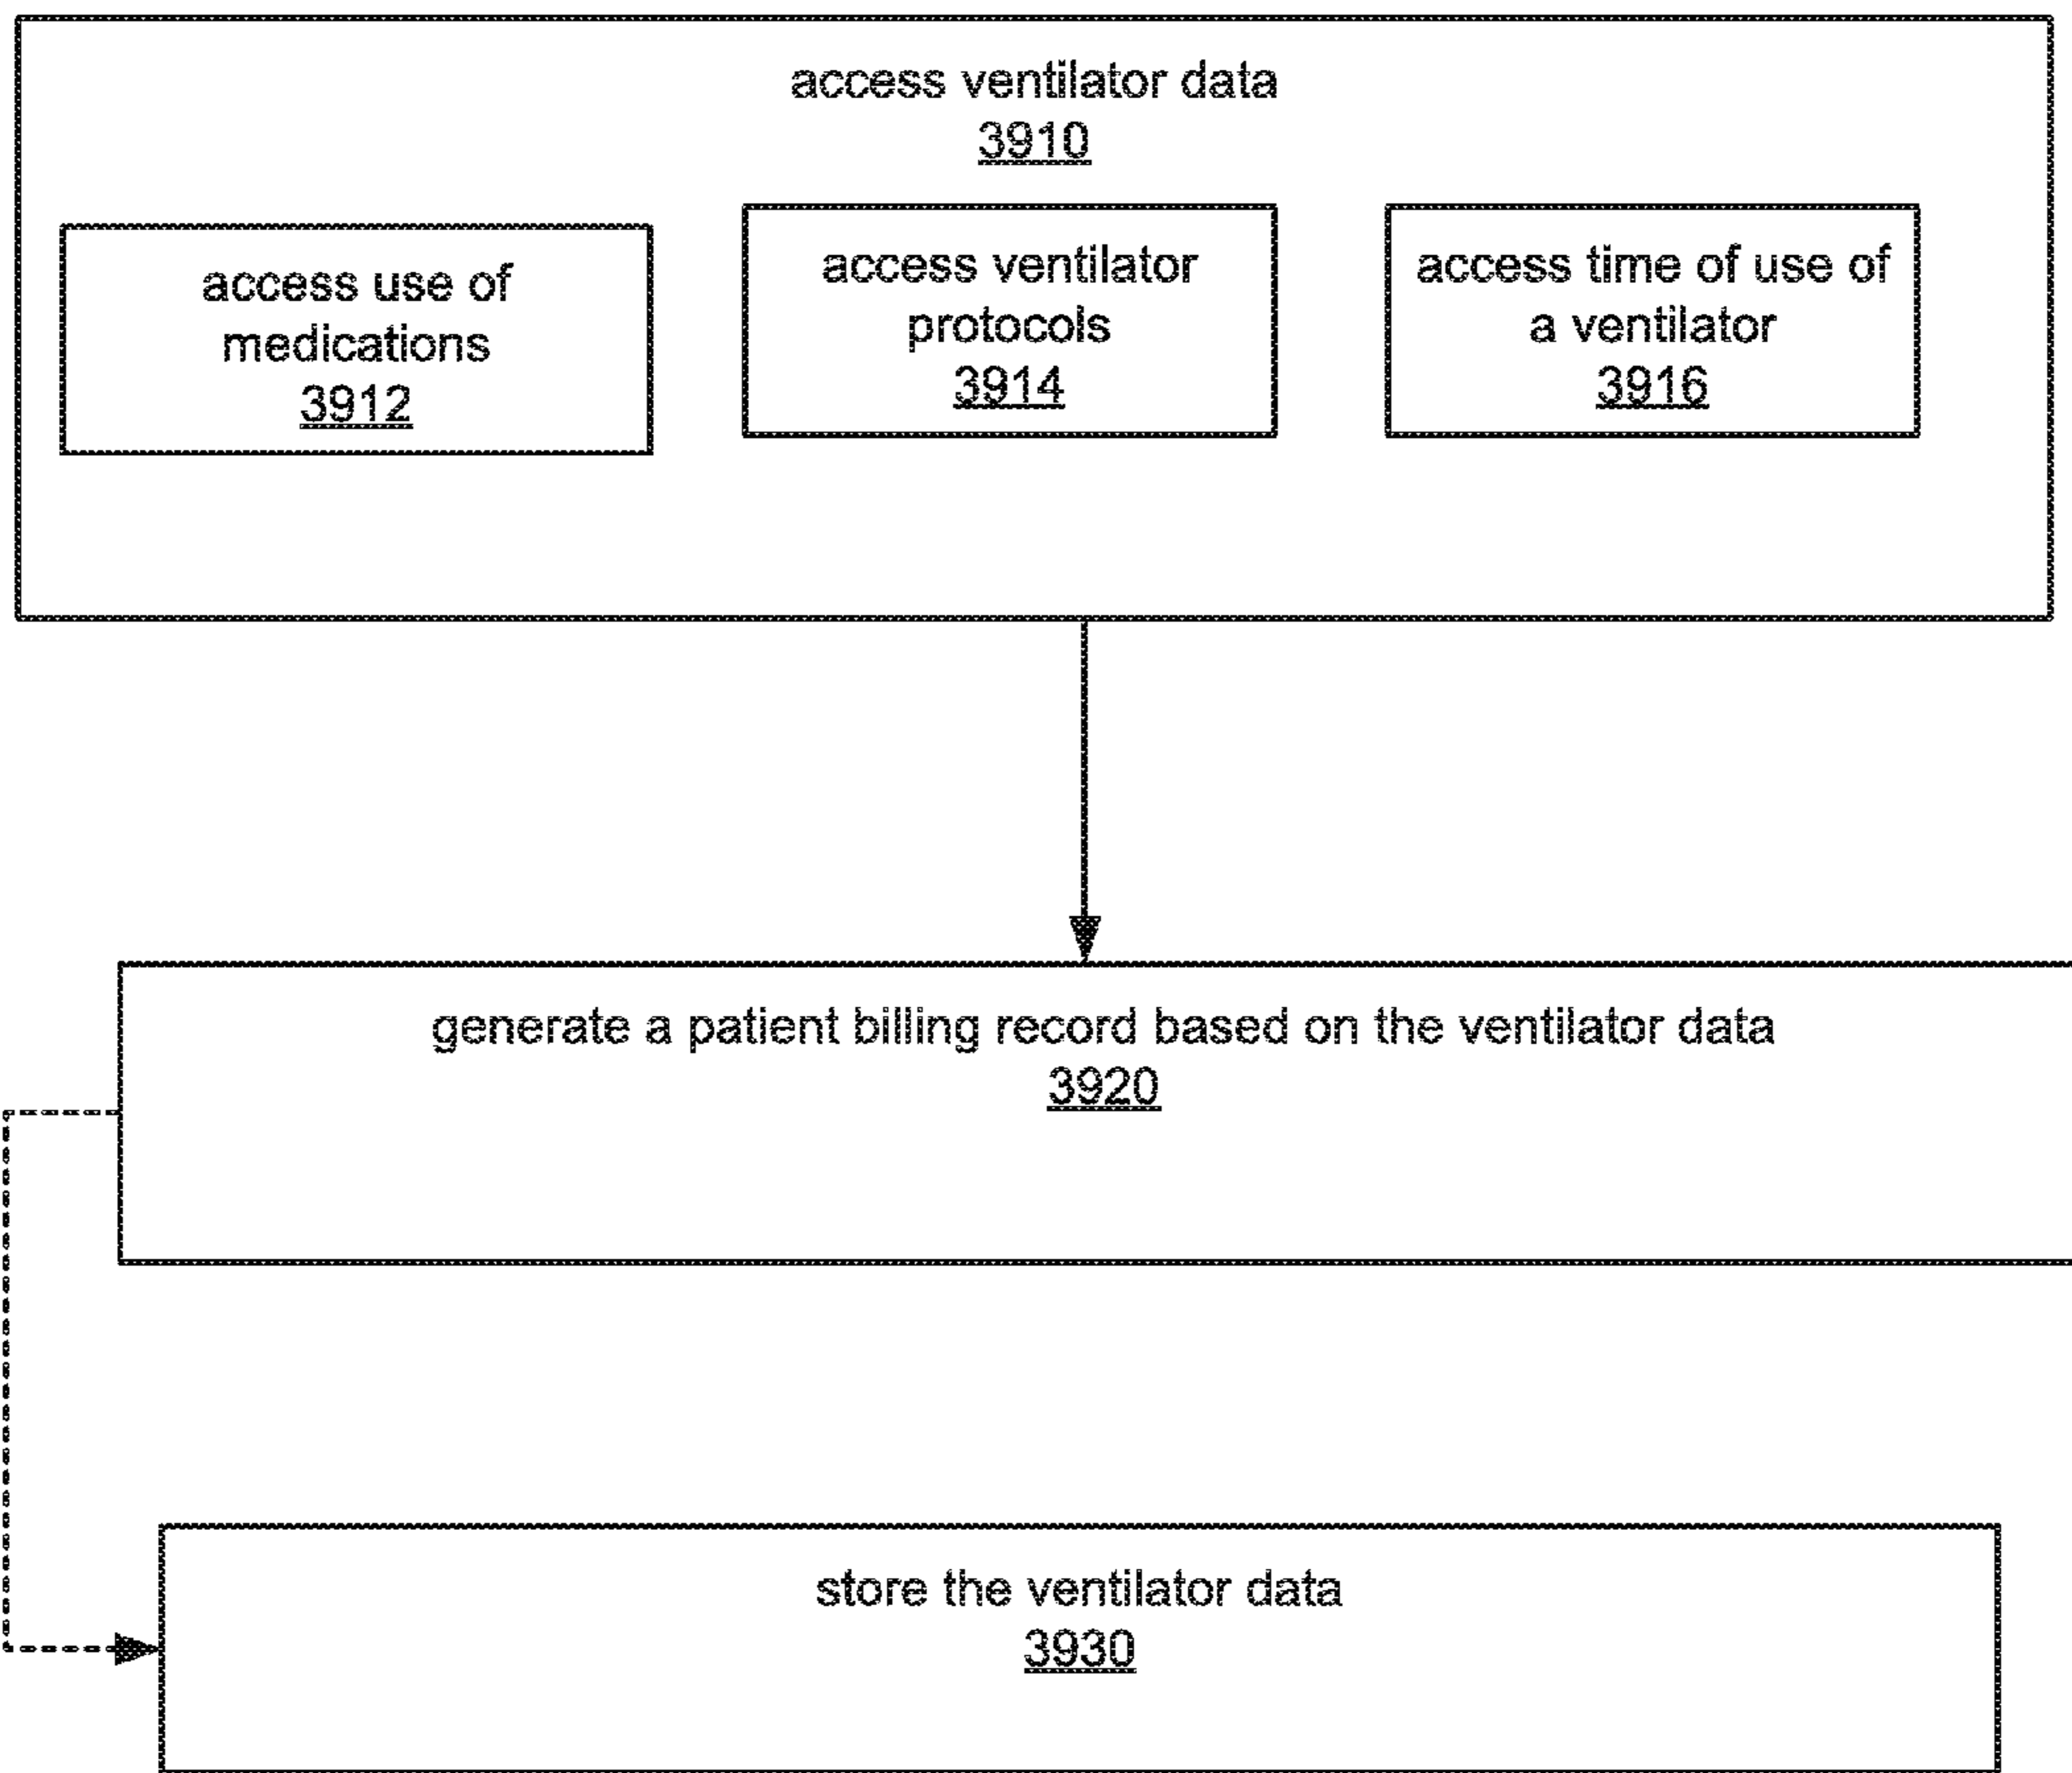 access ventilator data
3910
access use of
medications
3912
access ventilator
protocols
3914
access time of use of
a ventilator
3916
generate a patient billing record based on the ventilator data
3920
store the ventilator data
3930